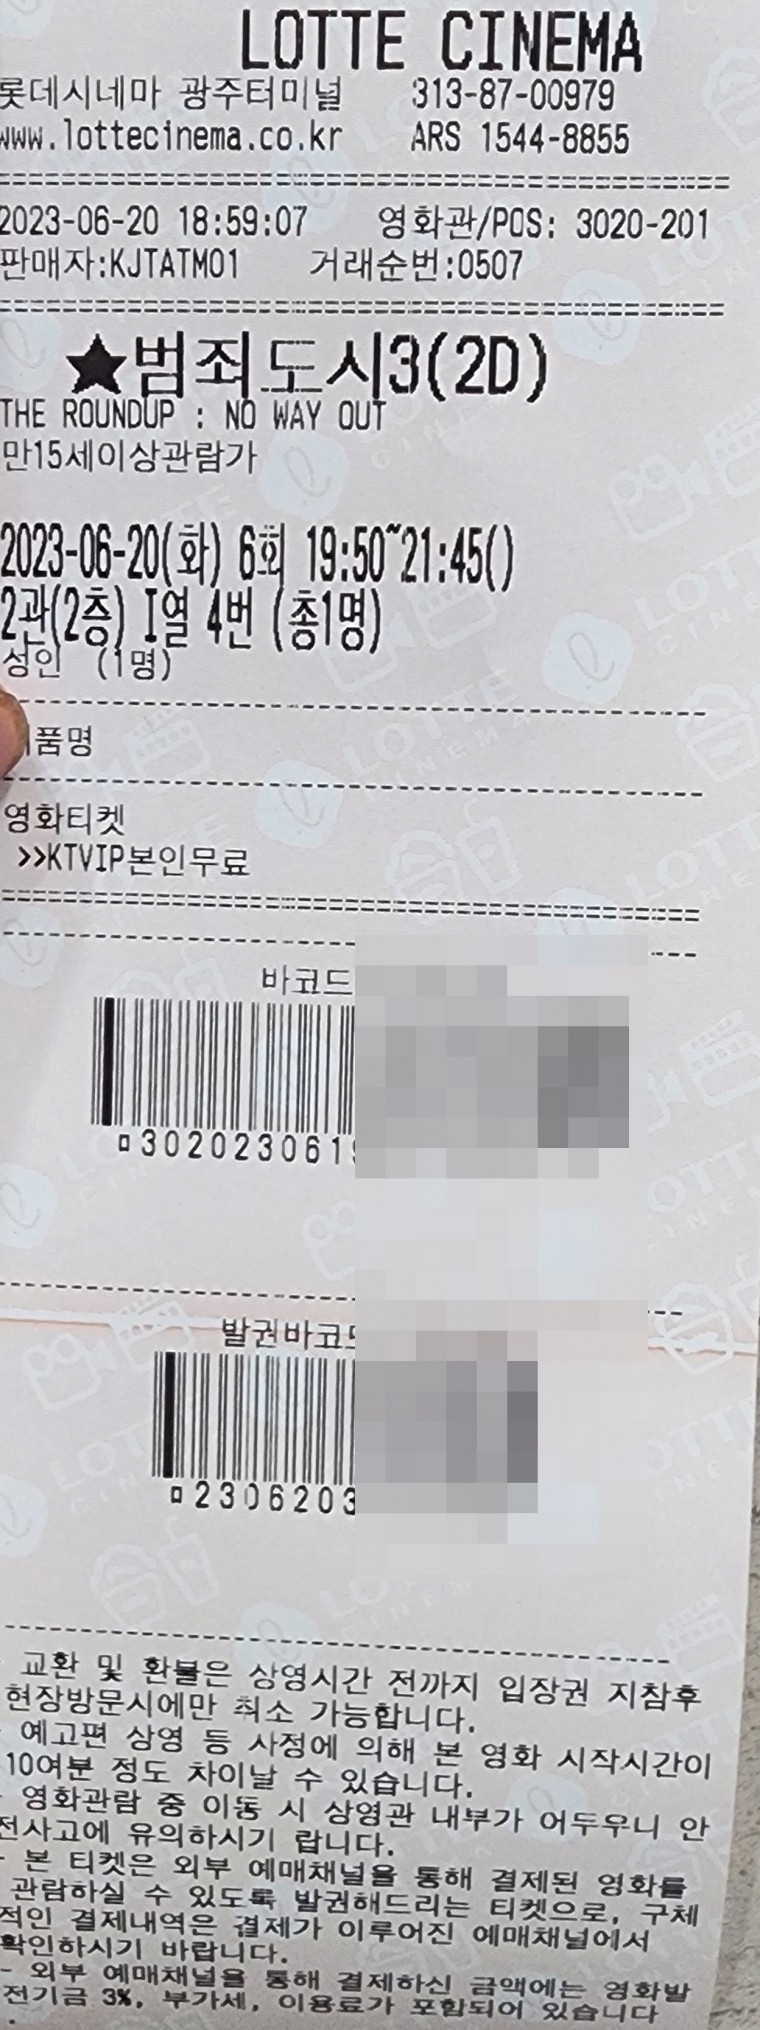 LOTTE CINEMA
롯데시네마 광주터미널 313-87-00979
www.lottecinema.co.kr ARS 1544-8855
2023-06-20 18:59:07 영화관/POS: 3020-201
판매자:KJTATM01 거래순번:0507
★범죄도시3(2D)
THE ROUNDUP : NO WAY OUT
만15세이상관람가
2023-06-20(화) 6회 19:50~21:45()
2관(2층) I열 4번 (총1명)
성인 (1명)
품명
영화티켓
>>KTVIP본인무료
바코드
3020230619
발권바코드
2306203
교환 및 환불은 상영시간 전까지 입장권 지참후
현장방문시에만 취소 가능합니다.
예고편 상영 등 사정에 의해 본 영화 시작시간이
10여분 정도 차이날 수 있습니다.
영화관람 중 이동 시 상영관 내부가 어두우니 안
전사고에 유의하시기 랍니다.
- 본 티켓은 외부 예매채널을 통해 결제된 영화를
관람하실 수 있도록 발권해드리는 티켓으로, 구체
적인 결제내역은 결제가 이루어진 예매채널에서
확인하시기 바랍니다.
- 외부 예매채널을 통해 결제하신 금액에는 영화발
전기금 3%, 부가세, 이용료가 포함되어 있습니다
.